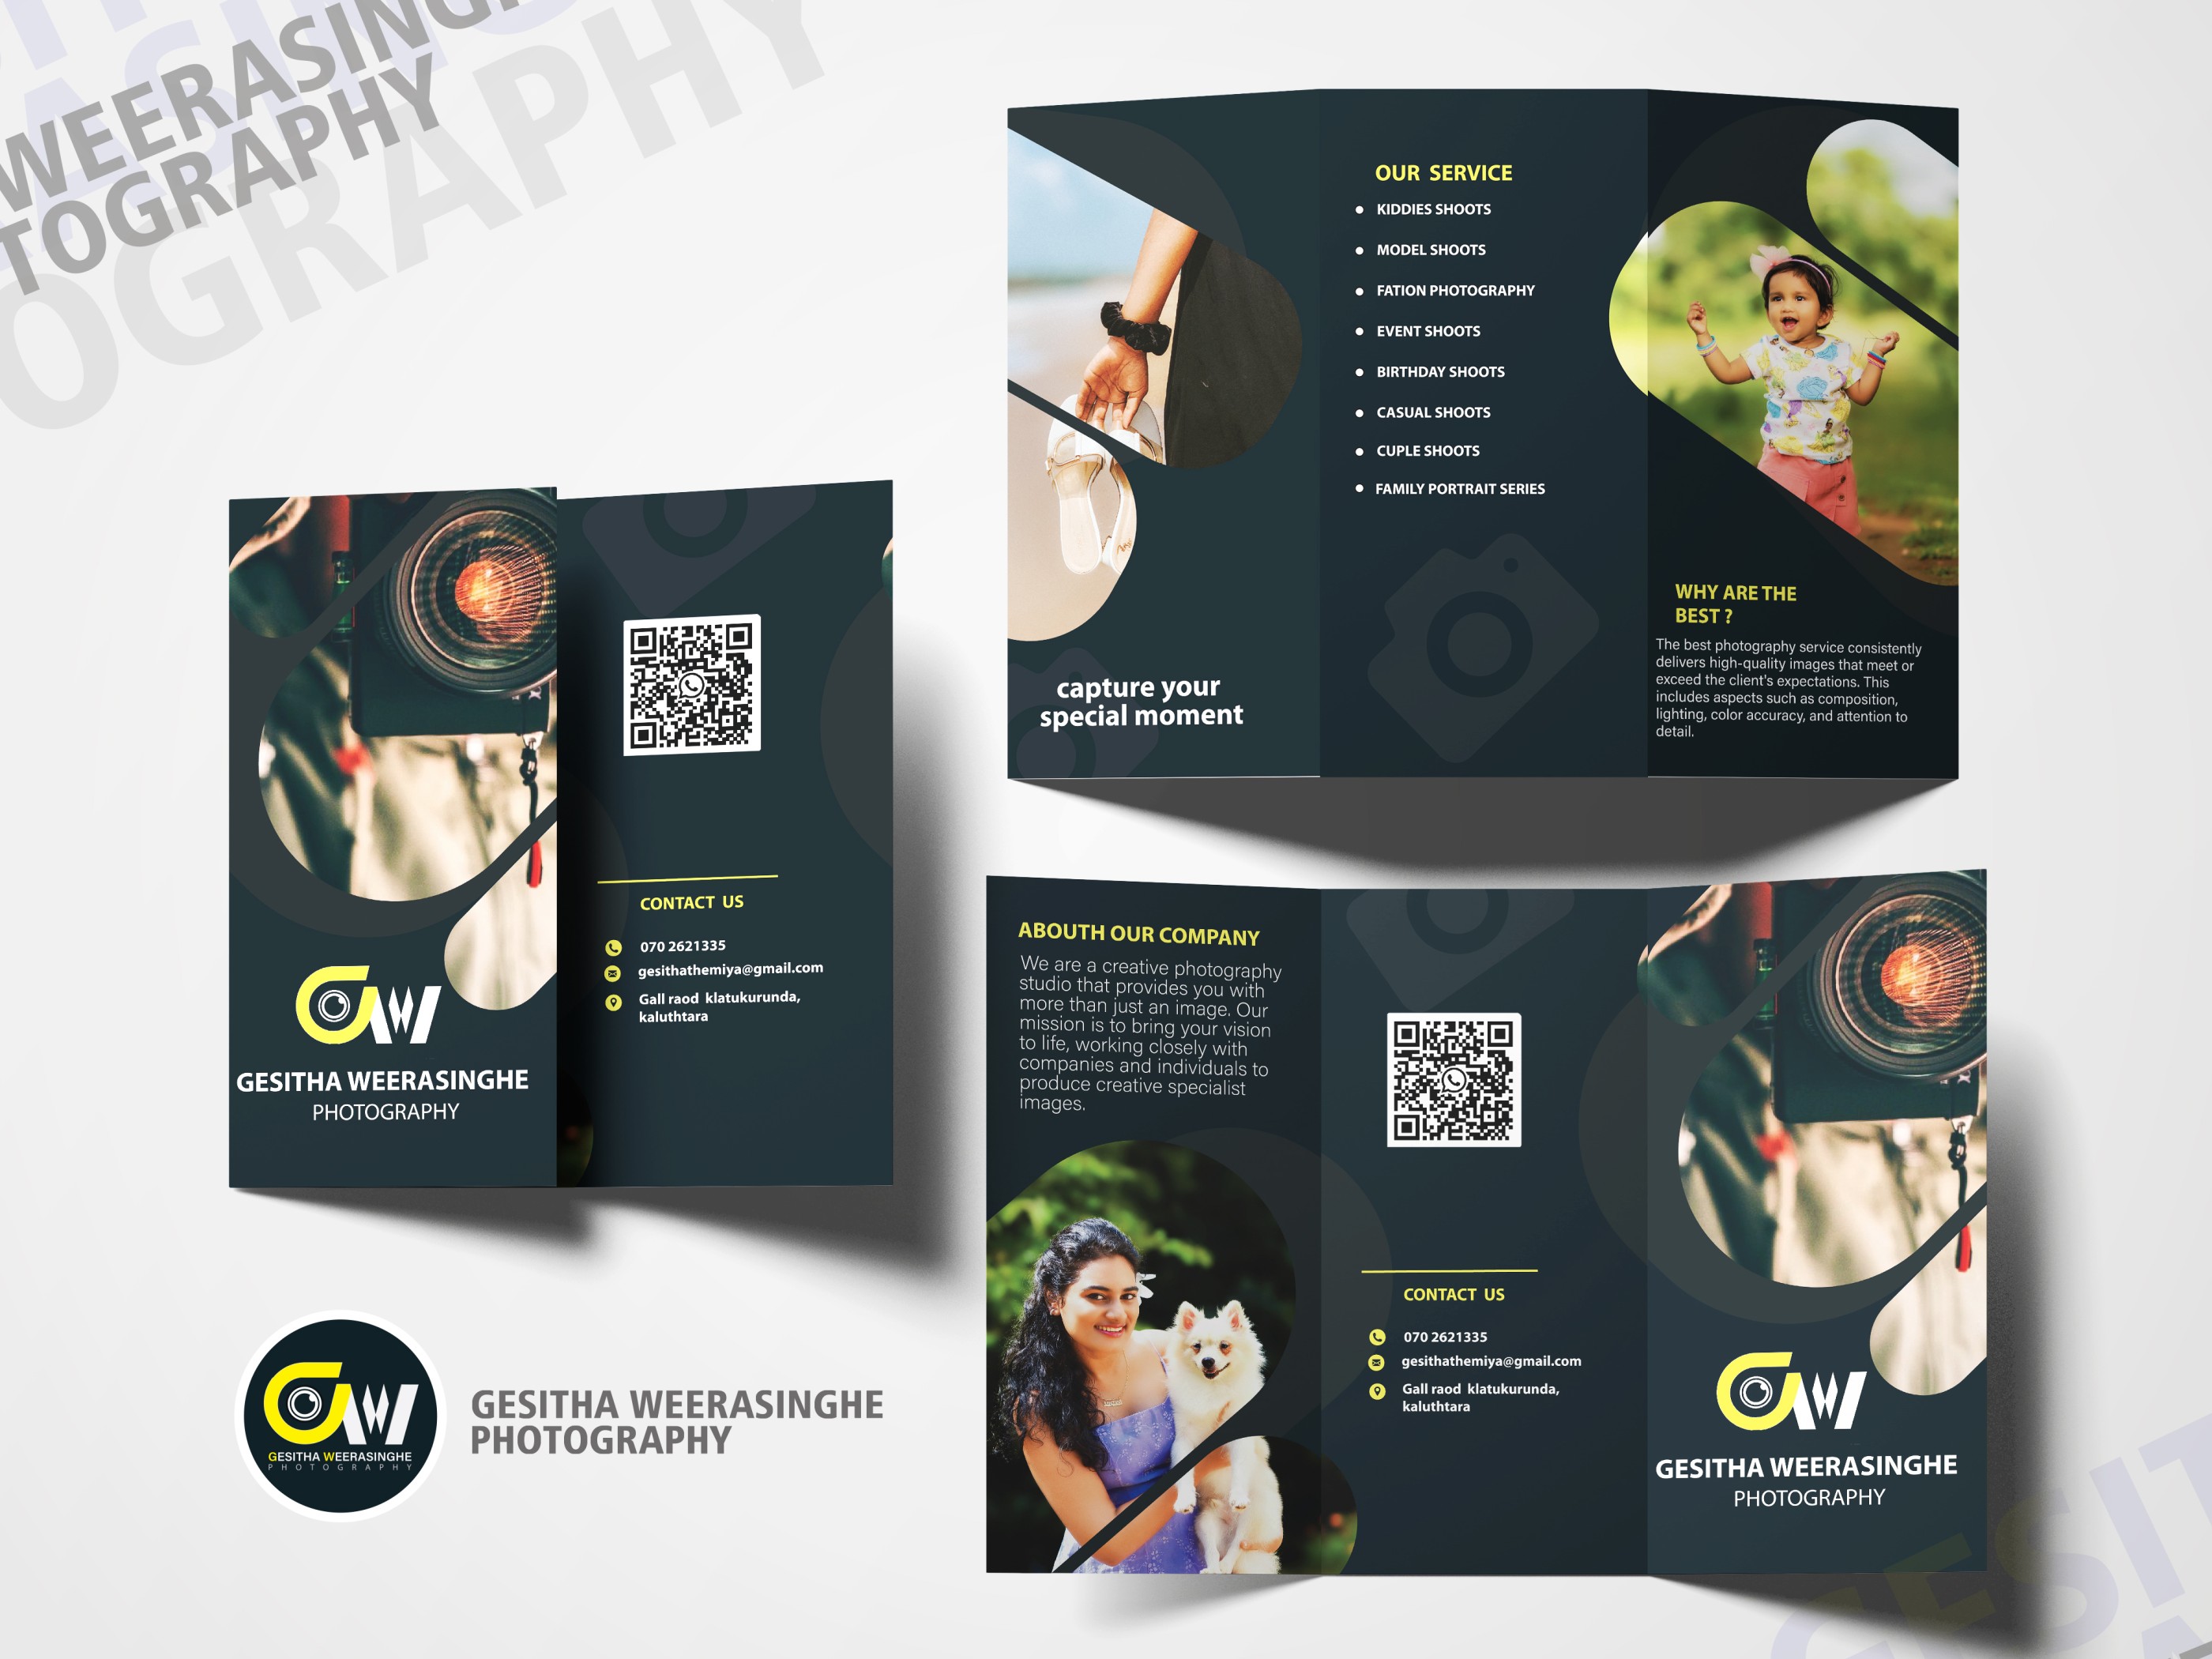 WEERASING
TOGRAPHY
OGRAPHY
OUR SERVICE
KIDDIES SHOOTS
MODEL SHOOTS
FATION PHOTOGRAPHY
EVENT SHOOTS
BIRTHDAY SHOOTS
CASUAL SHOOTS
CUPLE SHOOTS
FAMILY PORTRAIT SERIES
capture your
special moment
WHY ARE THE
BEST ?
The best photography service consistently
delivers high-quality images that meet or
exceed the client's expectations. This
includes aspects such as composition,
lighting, color accuracy, and attention to
detail.
GW
GESITHA WEERASINGHE
PHOTOGRAPHY
CONTACT US
070 2621335
gesithathemiya@gmail.com
Gall raod klatukurunda,
kaluthtara
ABOUTH OUR COMPANY
We are a creative photography
studio that provides you with
more than just an image. Our
mission is to bring your vision
to life, working closely with
companies and individuals to
produce creative specialist
images.
CONTACT US
070 2621335
gesithathemiya@gmail.com
Gall raod klatukurunda,
kaluthtara
GW
GESITHA WEERASINGHE
PHOTOGRAPHY
GW
GESITHA WEERASINGHE
PHOTOGRAPHY
GESITHA WEERASINGHE
PHOTOGRAPHY
GESIT